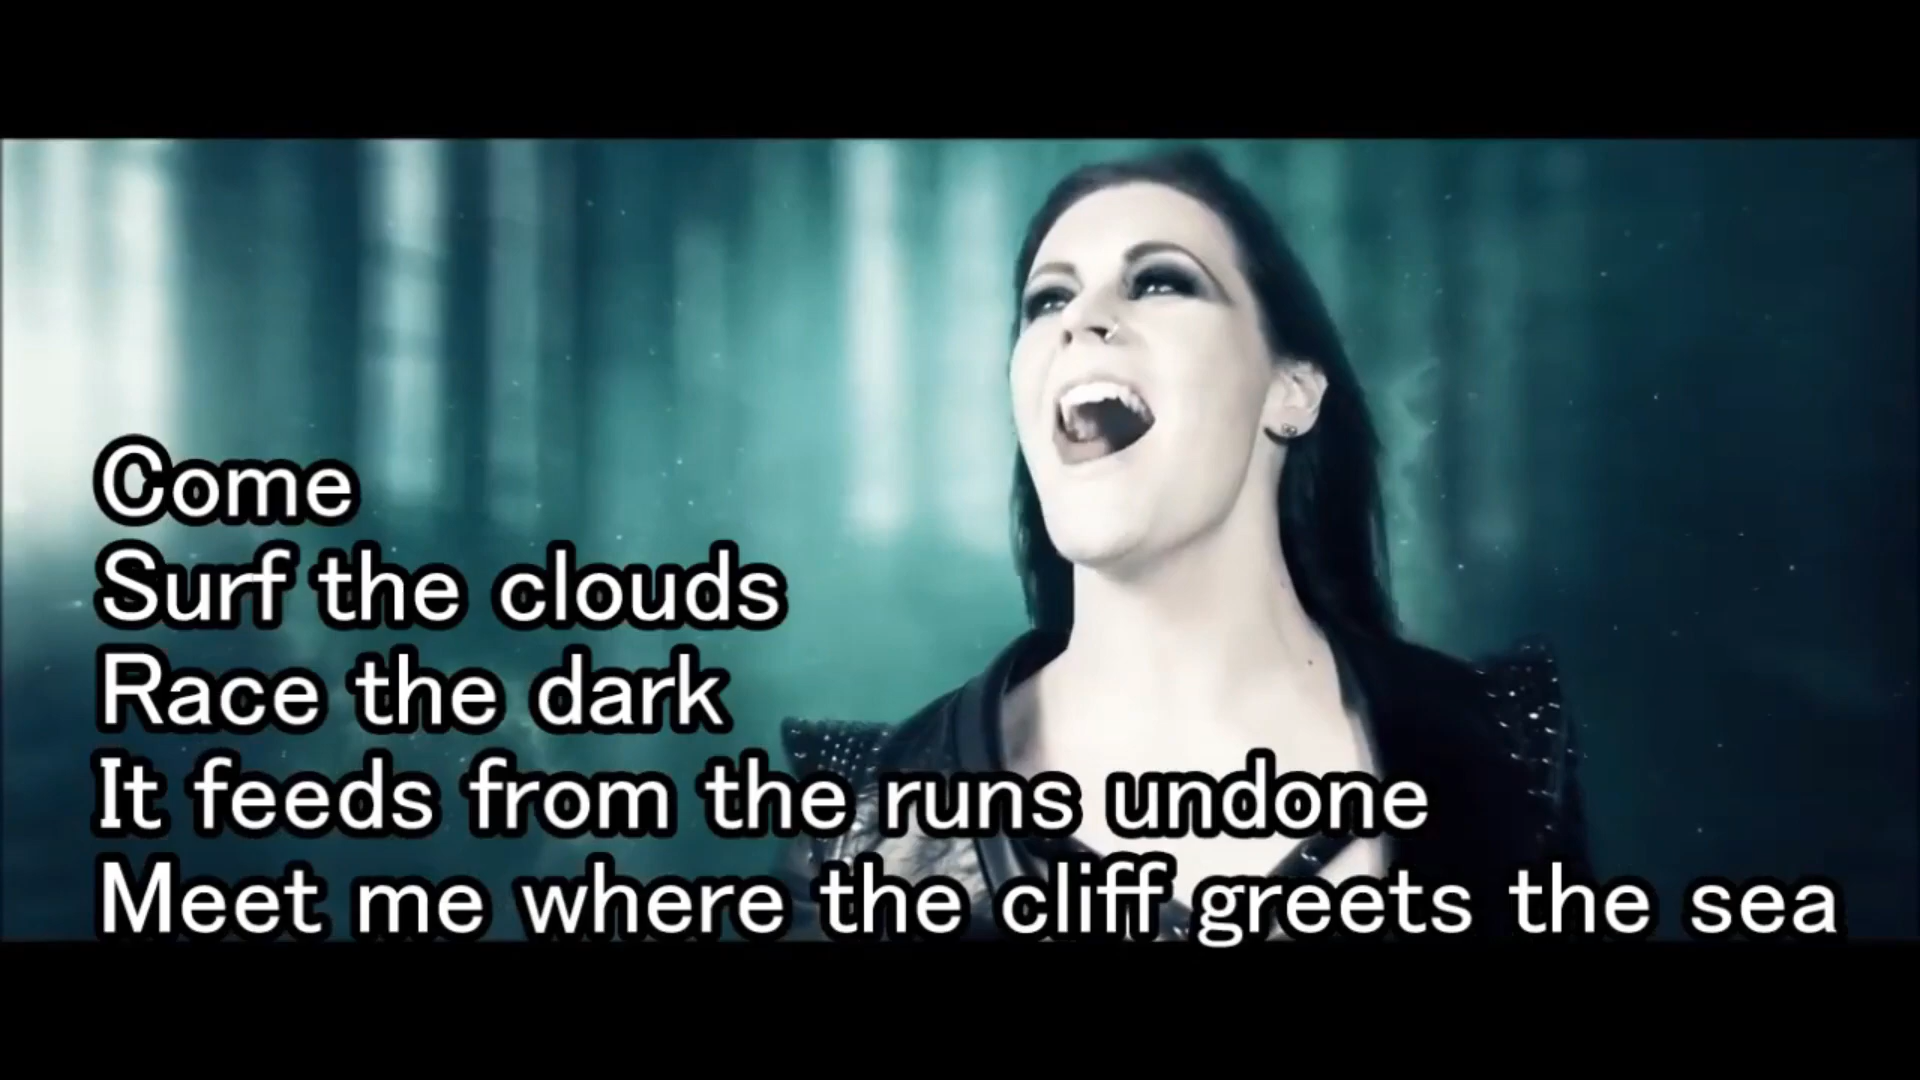 Come
Surf the clouds
Race the dark
It feeds from the runs undone
Meet me where the cliff greets the sea